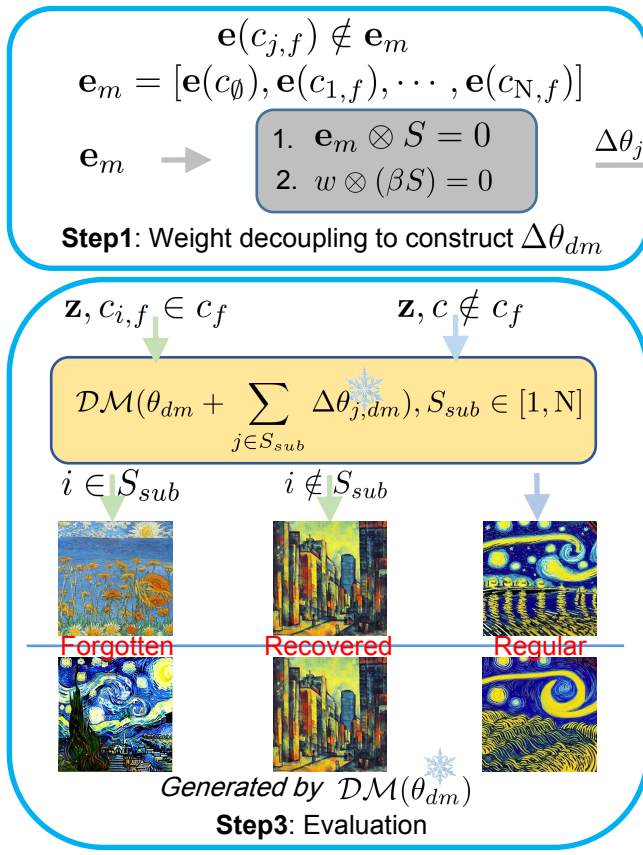 𝐞(c_{j,f}) ∉ 𝐞_m
𝐞_m = [𝐞(c_∅), 𝐞(c_{1,f}), ⋯ , 𝐞(c_{N,f})]
𝐞_m
1. 𝐞_m ⊗ S = 0
2. w ⊗ (βS) = 0
Δθ_j
Step1: Weight decoupling to construct Δθ_{dm}
𝐳, c_{i,f} ∈ c_f
𝐳, c ∉ c_f
𝒟ℳ(θ_{dm} + ∑_{j∈S_{sub}} Δθ_{j,dm}), S_{sub} ∈ [1, N]
i ∈ S_{sub}
i ∉ S_{sub}
Forgotten
Recovered
Regular
Generated by 𝒟ℳ(θ_{dm})
Step3: Evaluation